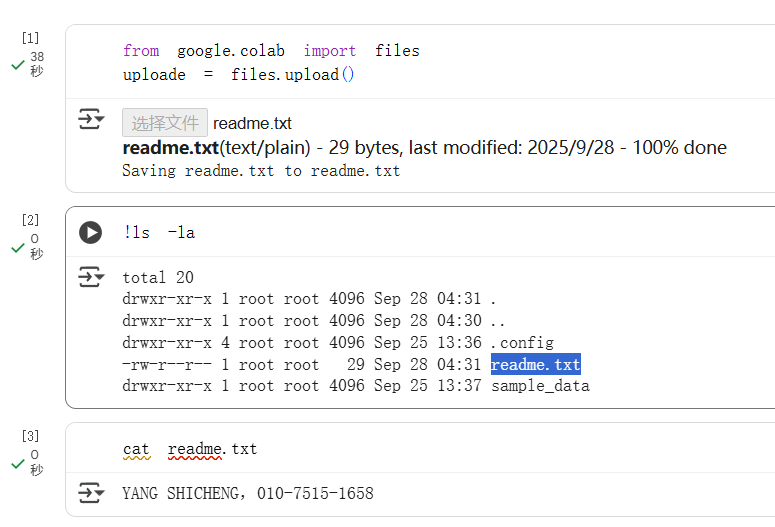 [1]
38
秒
from google.colab import files
uploade = files.upload()
选择文件 readme.txt
readme.txt(text/plain) - 29 bytes, last modified: 2025/9/28 - 100% done
Saving readme.txt to readme.txt
[2]
0
秒
!ls -la
total 20
drwxr-xr-x 1 root root 4096 Sep 28 04:31 .
drwxr-xr-x 1 root root 4096 Sep 28 04:30 ..
drwxr-xr-x 4 root root 4096 Sep 25 13:36 .config
-rw-r--r-- 1 root root 29 Sep 28 04:31 readme.txt
drwxr-xr-x 1 root root 4096 Sep 25 13:37 sample_data
[3]
0
秒
cat readme.txt
YANG SHICHENG, 010-7515-1658